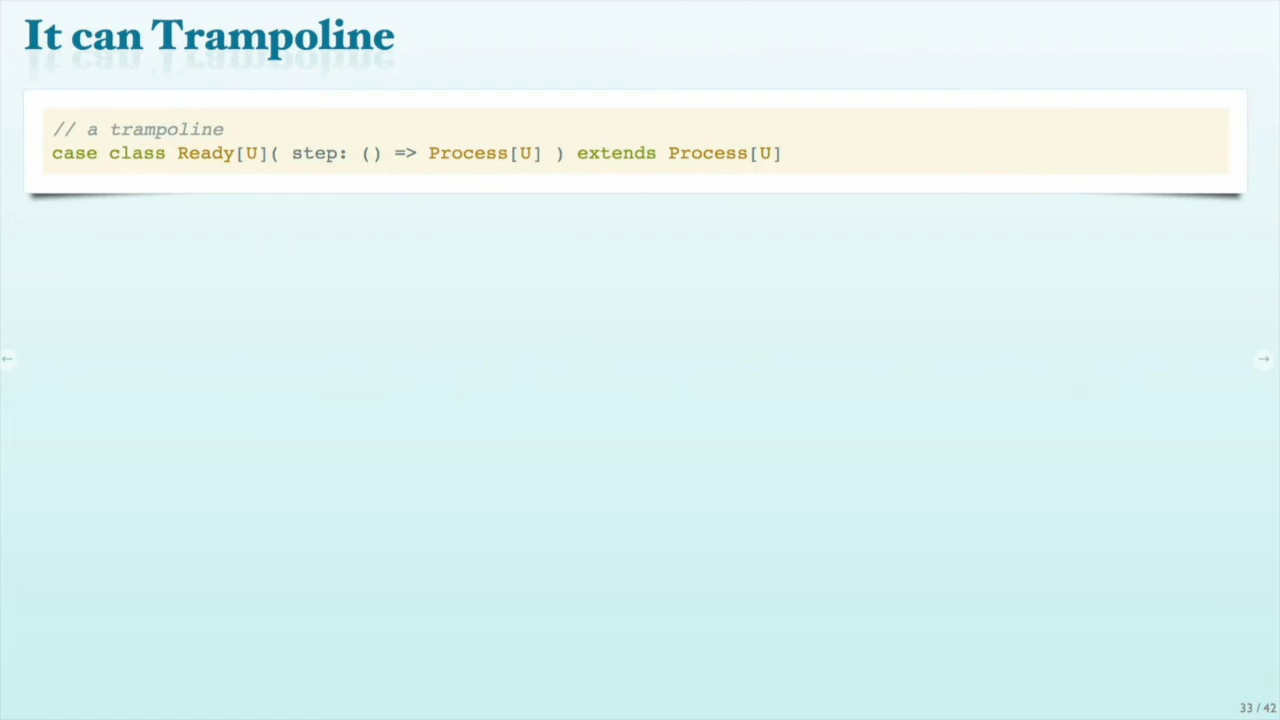 It can Trampoline
// a trampoline
case class Ready[U]( step: () => Process[U] ) extends Process[U]
←
→
33 / 42